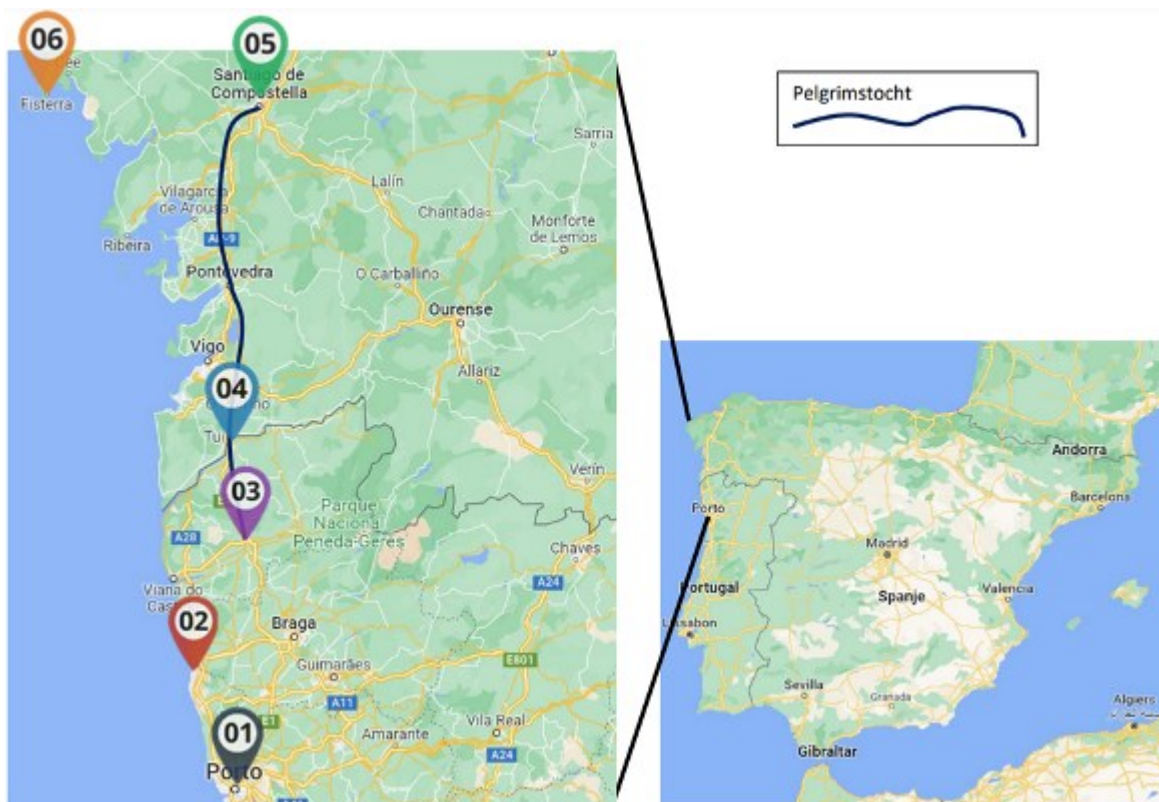 06
05
ee
Fisterra
Santiago de
Compostella
Sarria
Lalín
Vilagarcía
de Arousa
Chantada
Monforte
de Lemos
Ribeira
Pontevedra
O Carballiño
Ourense
Vigo
Allariz
04
Tui
Verín
03
Parque
Nacional
Peneda-Gerês
A28
Chaves
A24
Viana do
02
Braga
Guimarães
E801
E1
A11
Vila Real
01
Amarante
A24
Porto
Pelgrimstocht
Andorra
Barcelona
Porto
Madrid
Portugal
Spanje
Valencia
Lissabon
Sevilla
Granada
Algiers
Gibraltar